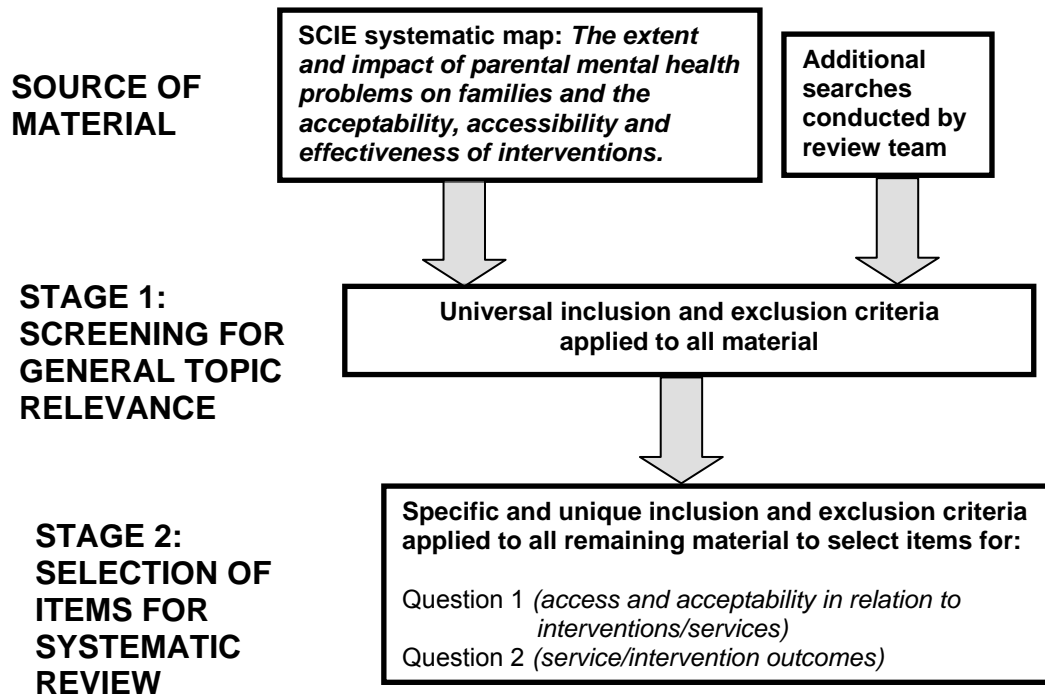 SOURCE OF
MATERIAL
SCIE systematic map: The extent
and impact of parental mental health
problems on families and the
acceptability, accessibility and
effectiveness of interventions.
Additional
searches
conducted by
review team
STAGE 1:
SCREENING FOR
GENERAL TOPIC
RELEVANCE
Universal inclusion and exclusion criteria
applied to all material
STAGE 2:
SELECTION OF
ITEMS FOR
SYSTEMATIC
REVIEW
Specific and unique inclusion and exclusion criteria
applied to all remaining material to select items for:
Question 1 (access and acceptability in relation to
interventions/services)
Question 2 (service/intervention outcomes)